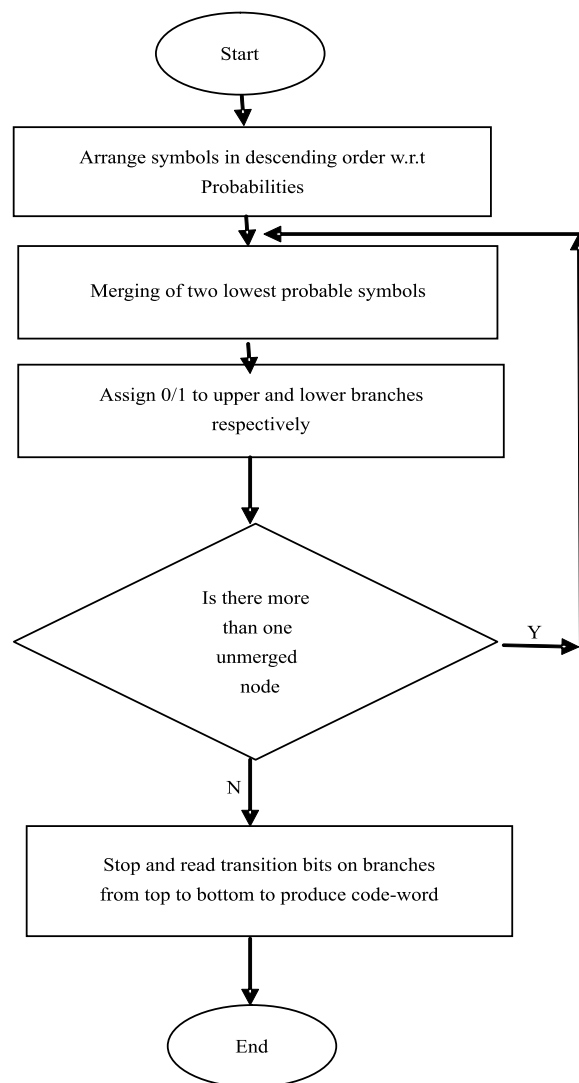 Start
Arrange symbols in descending order w.r.t
Probabilities
Merging of two lowest probable symbols
Assign 0/1 to upper and lower branches
respectively
Is there more
than one
unmerged
node
Y
N
Stop and read transition bits on branches
from top to bottom to produce code-word
End